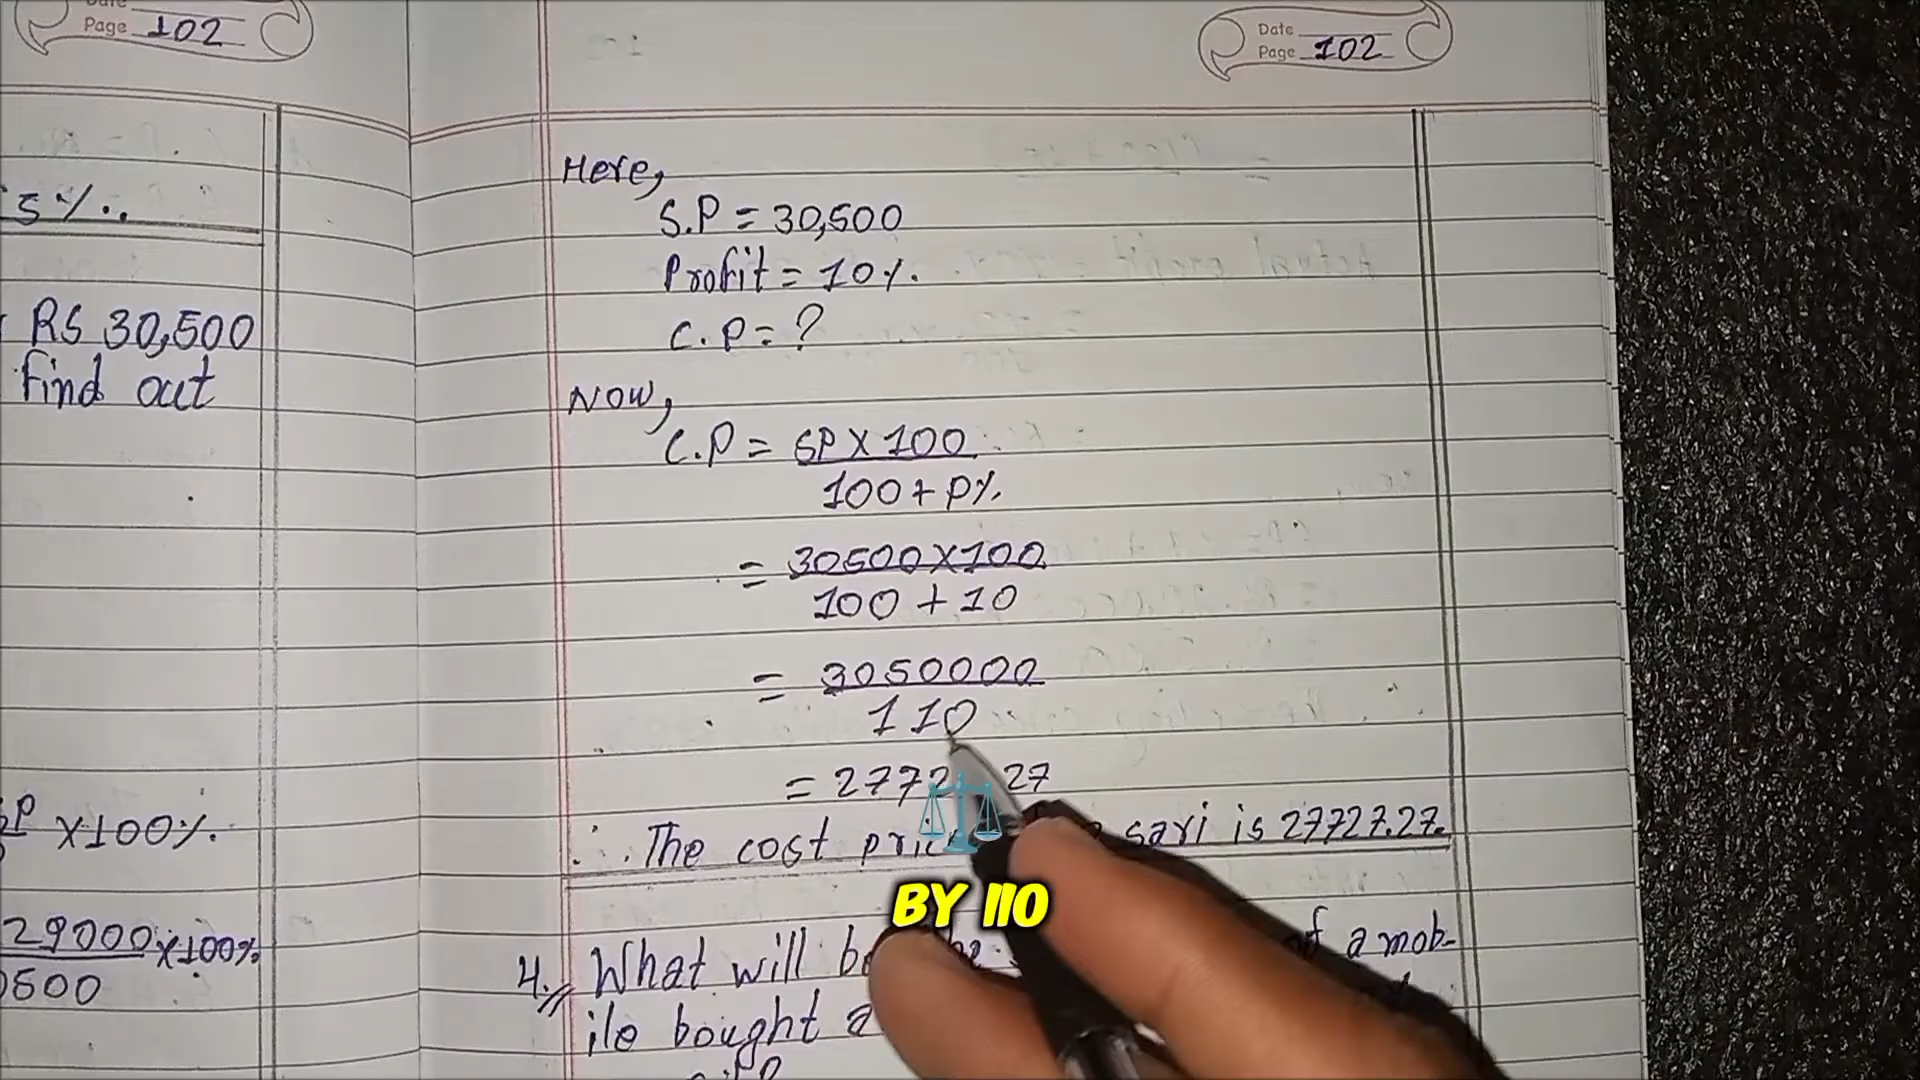 Date
Page 102
5%..
RS 30,500
find out
P X100%.
29000 X100%
500
Date
Page 102
Here,
S.P = 30,500
Profit = 10%.
C.P = ?
Now,
C.P = SP X 100
100 + P%
= 30500 X 100
100 + 10
= 3050000
110
= 2772 27
∴ The cost sari is 27727.27.
BY 110
4. What will of a mob-
ile bought